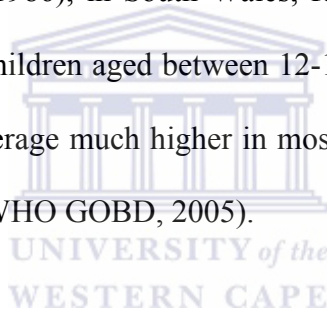 in South Wales,
hildren aged between 12-1
erage much higher in mos
WHO GOBD, 2005).
UNIVERSITY of the
WESTERN CAPE